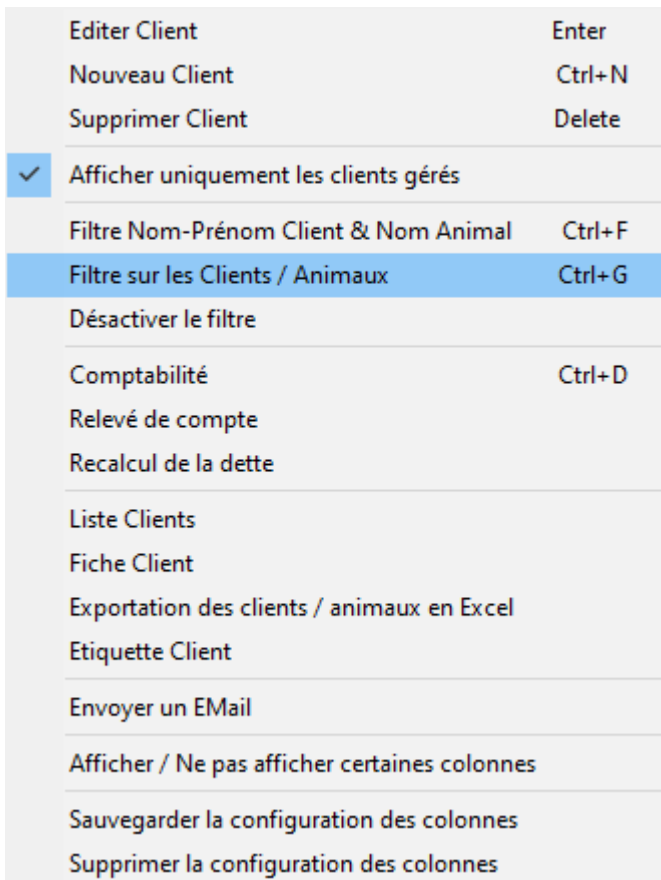 Editer Client Enter
Nouveau Client Ctrl+N
Supprimer Client Delete
Afficher uniquement les clients gérés
Filtre Nom-Prénom Client & Nom Animal Ctrl+F
Filtre sur les Clients / Animaux Ctrl+G
Désactiver le filtre
Comptabilité Ctrl+D
Relevé de compte
Recalcul de la dette
Liste Clients
Fiche Client
Exportation des clients / animaux en Excel
Etiquette Client
Envoyer un EMail
Afficher / Ne pas afficher certaines colonnes
Sauvegarder la configuration des colonnes
Supprimer la configuration des colonnes